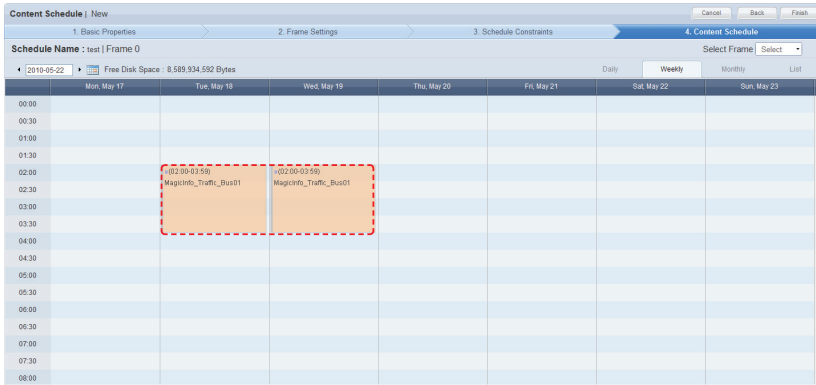 Content Schedule | New
Cancel Back Finish
1. Basic Properties 2. Frame Settings 3. Schedule Constraints 4. Content Schedule
Schedule Name : test | Frame 0 Select Frame Select
2010-05-22 Free Disk Space : 8,589,934,592 Bytes Daily Weekly Monthly List
Mon, May 17 Tue, May 18 Wed, May 19 Thu, May 20 Fri, May 21 Sat, May 22 Sun, May 23
00:00
00:30
01:00
01:30
02:00 (02:00-03:59) (02:00-03:59)
MagicInfo_Traffic_Bus01 MagicInfo_Traffic_Bus01
02:30
03:00
03:30
04:00
04:30
05:00
05:30
06:00
06:30
07:00
07:30
08:00